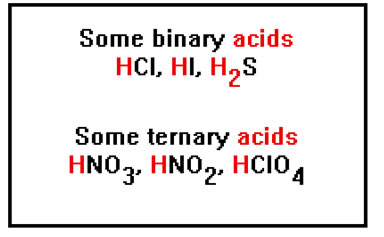 Some binary acids
HCl, HI, H₂S
Some ternary acids
HNO₃, HNO₂, HClO₄